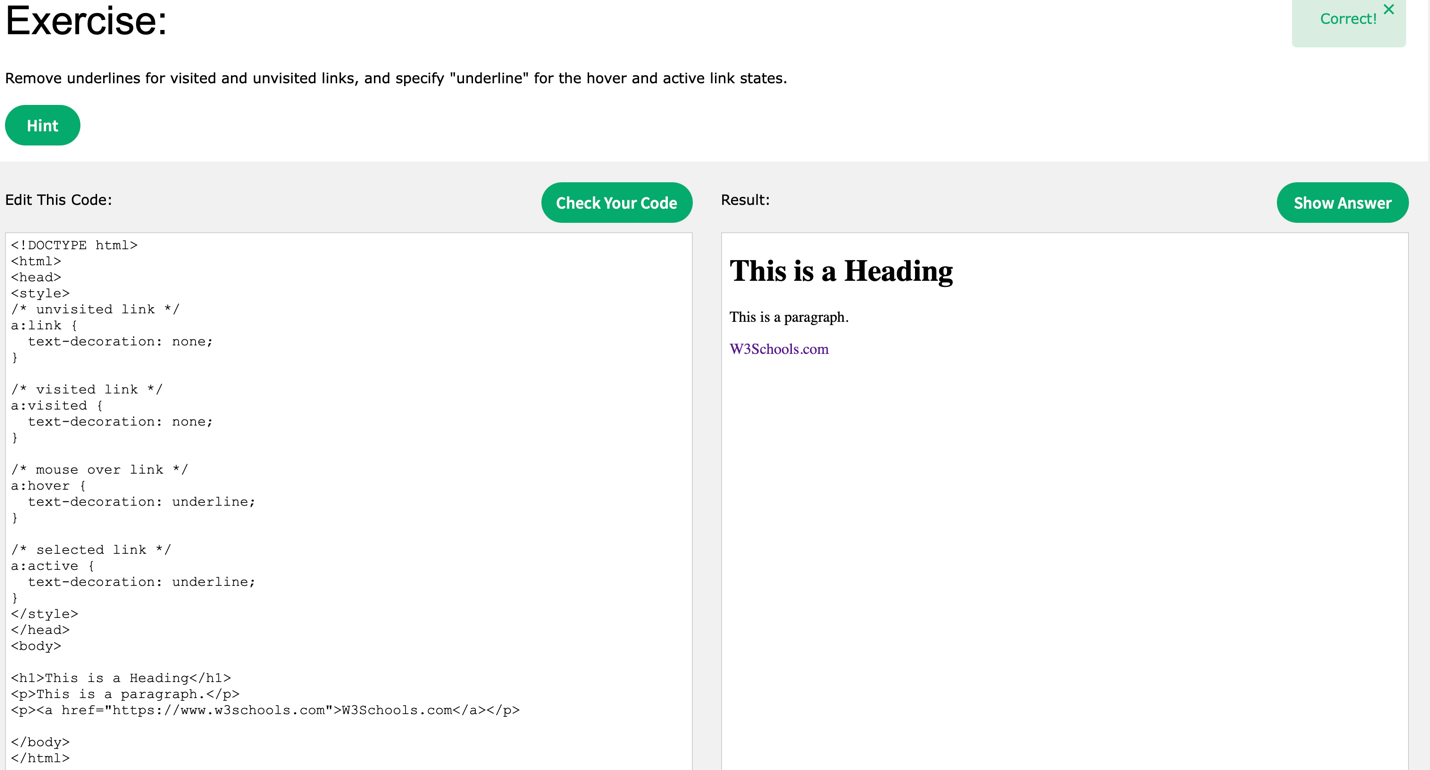 Exercise:
Correct! ×
Remove underlines for visited and unvisited links, and specify "underline" for the hover and active link states.
Hint
Edit This Code:
Check Your Code
<!DOCTYPE html>
<html>
<head>
<style>
/* unvisited link */
a:link {
  text-decoration: none;
}

/* visited link */
a:visited {
  text-decoration: none;
}

/* mouse over link */
a:hover {
  text-decoration: underline;
}

/* selected link */
a:active {
  text-decoration: underline;
}
</style>
</head>
<body>

<h1>This is a Heading</h1>
<p>This is a paragraph.</p>
<p><a href="https://www.w3schools.com">W3Schools.com</a></p>

</body>
</html>
Result:
Show Answer
This is a Heading
This is a paragraph.
W3Schools.com